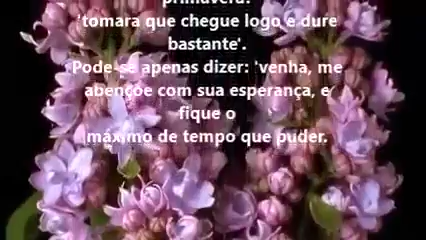 primavera:
'tomara que chegue logo e dure
bastante'.
Pode-se apenas dizer: 'venha, me
abençoe com sua esperança, e
fique o
máximo de tempo que puder.